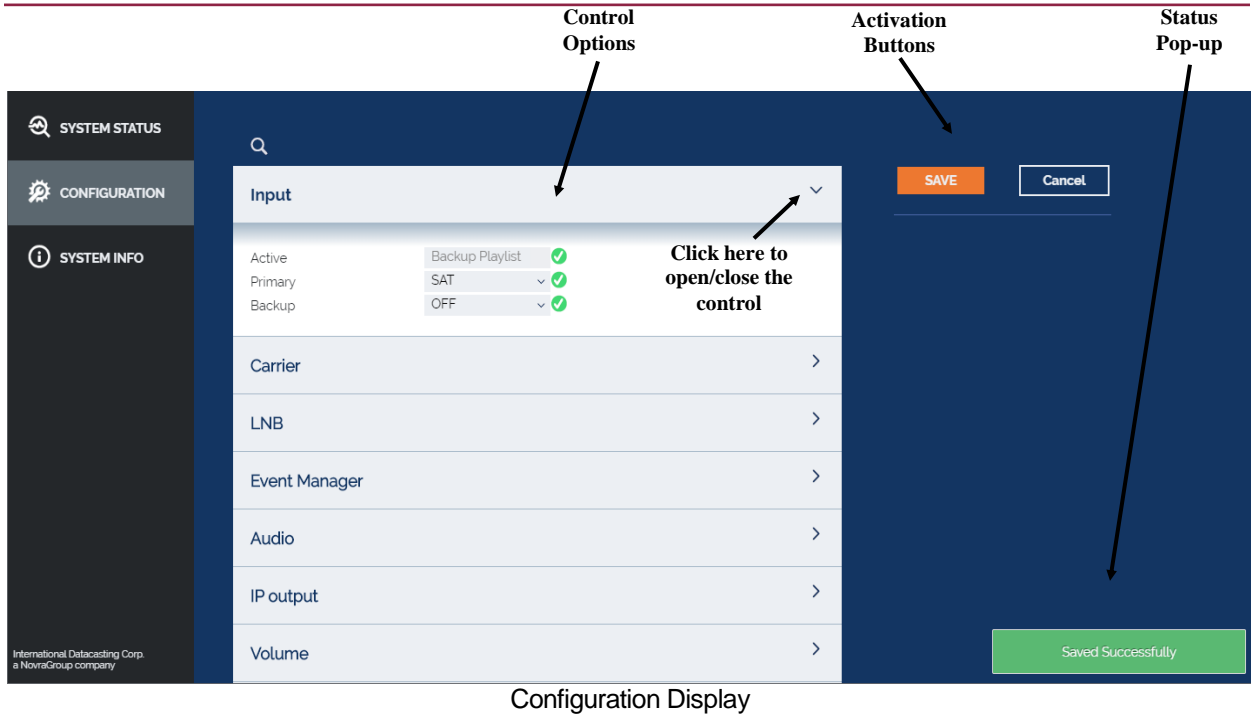 Control
Options
Activation
Buttons
Status
Pop-up
SYSTEM STATUS
CONFIGURATION
SYSTEM INFO
Input
SAVE
Cancel
Active
Backup Playlist
Primary
SAT
Backup
OFF
Click here to
open/close the
control
Carrier
LNB
Event Manager
Audio
IP output
Volume
Saved Successfully
International Datacasting Corp.
a NovraGroup company
Configuration Display